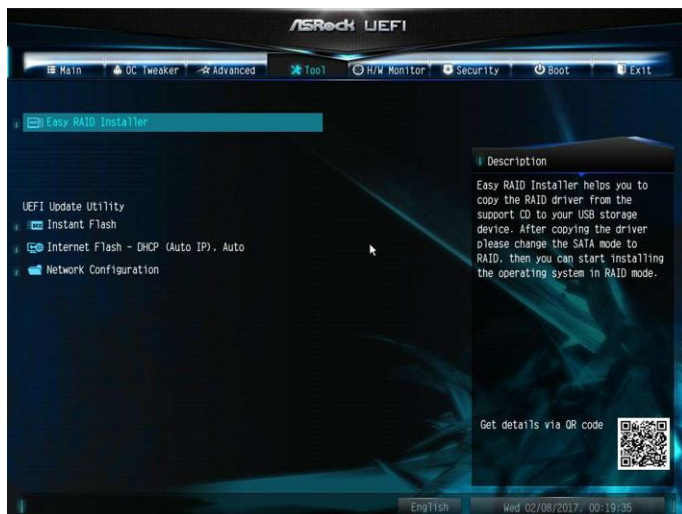 ASRock UEFI
Main OC Tweaker Advanced Tool H/W Monitor Security Boot Exit
Easy RAID Installer
UEFI Update Utility
Instant Flash
Internet Flash - DHCP (Auto IP). Auto
Network Configuration
Description
Easy RAID Installer helps you to
copy the RAID driver from the
support CD to your USB storage
device. After copying the driver
please change the SATA mode to
RAID, then you can start installing
the operating system in RAID mode.
Get details via QR code
English
Wed 02/08/2017. 00:19:35